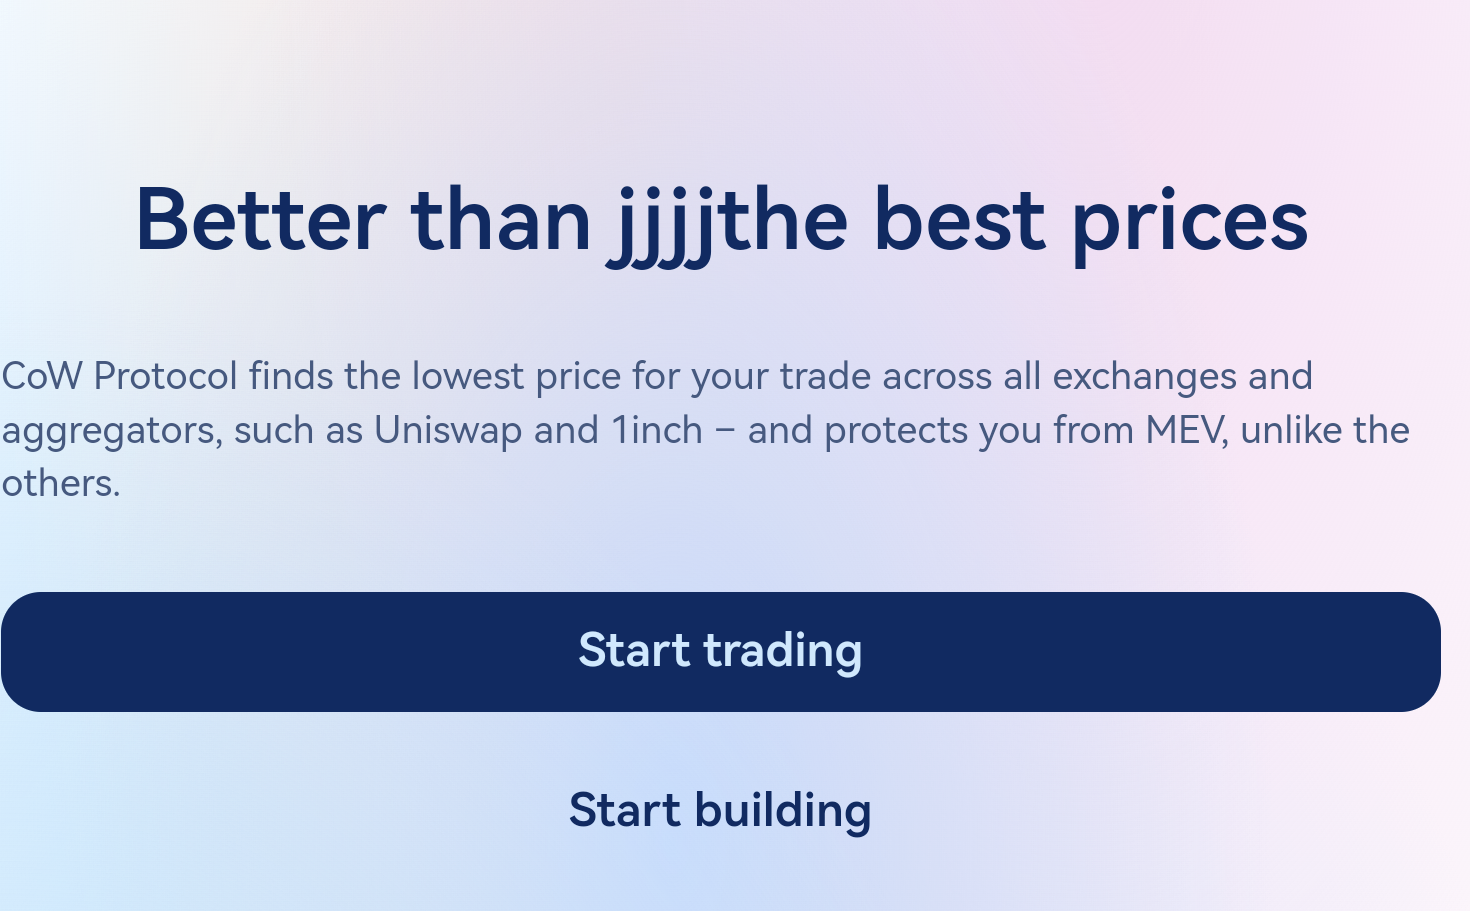 Better than jjjjthe best prices
CoW Protocol finds the lowest price for your trade across all exchanges and
aggregators, such as Uniswap and 1inch – and protects you from MEV, unlike the
others.
Start trading
Start building